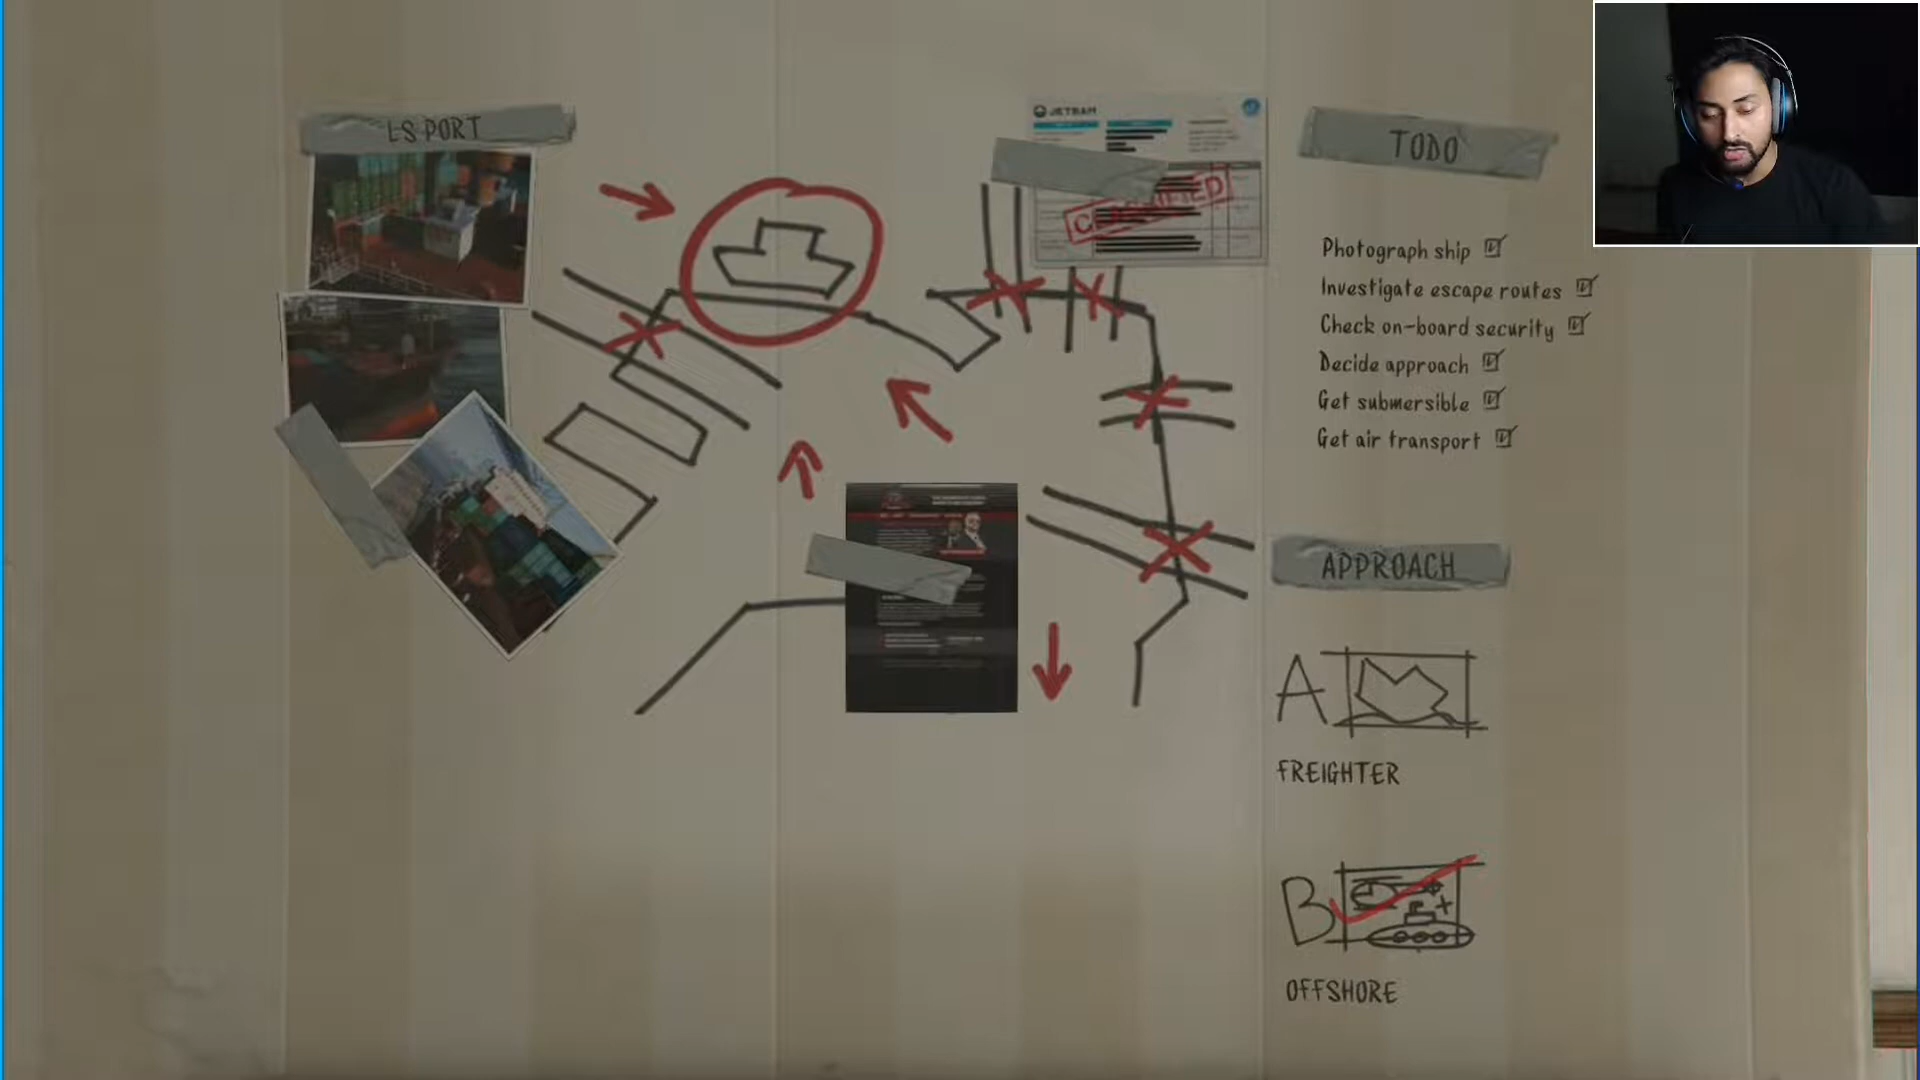 LS PORT
JETSAM
CLASSIFIED
TODO
Photograph ship
Investigate escape routes
Check on-board security
Decide approach
Get submersible
Get air transport
APPROACH
A
FREIGHTER
B
OFFSHORE